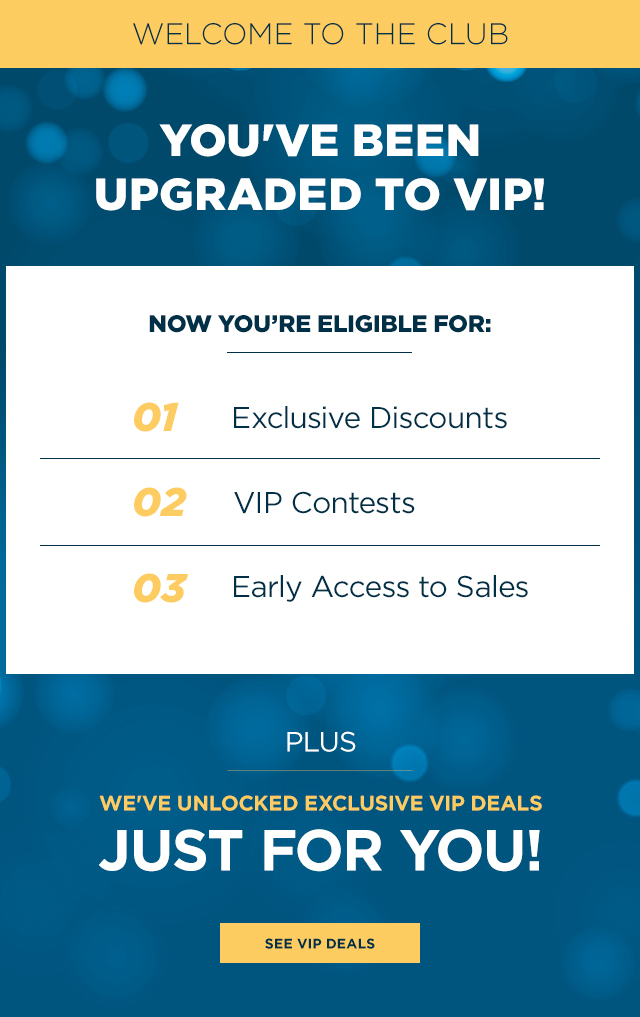 WELCOME TO THE CLUB
YOU'VE BEEN
UPGRADED TO VIP!
NOW YOU’RE ELIGIBLE FOR:
01 Exclusive Discounts
02 VIP Contests
03 Early Access to Sales
PLUS
WE'VE UNLOCKED EXCLUSIVE VIP DEALS
JUST FOR YOU!
SEE VIP DEALS